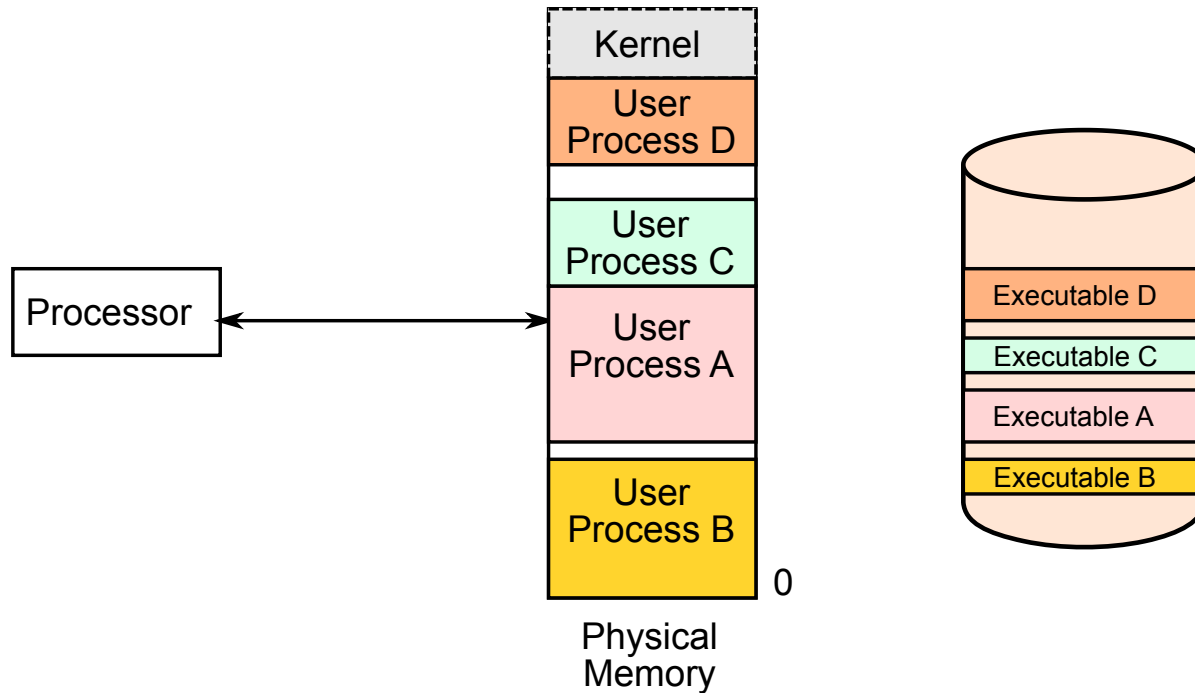 Kernel
User
Process D
User
Process C
User
Process A
User
Process B
0
Physical
Memory
Processor
Executable D
Executable C
Executable A
Executable B